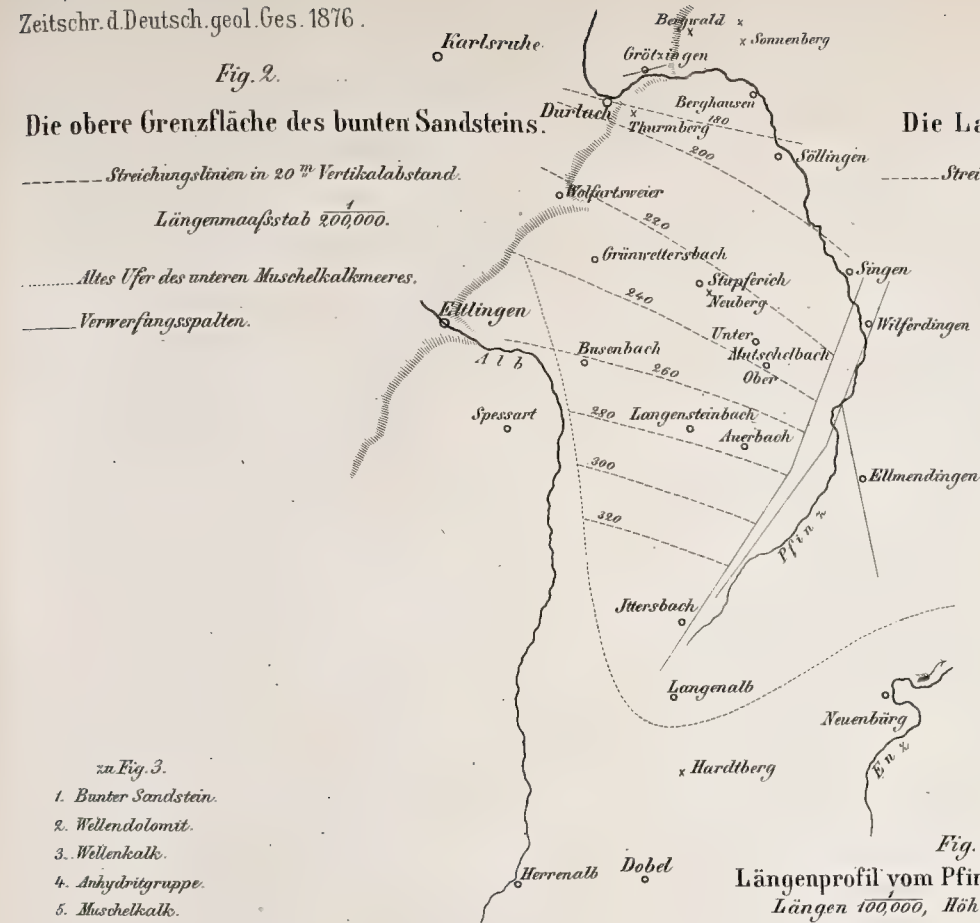 Zeitschr. d. Deutsch. geol. Ges. 1876.
Fig. 2.
Die obere Grenzfläche des bunten Sandsteins.
Streichungslinien in 20 m Vertikalabstand.
Längenmaaſsstab 1/200,000.
Altes Ufer des unteren Muschelkalkmeeres.
Verwerfungsspalten.
Karlsruhe
Bergwald
Sonnenberg
Grötzingen
Durlach
Berghausen
Thurmberg
180
Söllingen
200
Wolfartsweier
220
Grünwettersbach
Singen
Stupferich
Neuberg
240
Ettlingen
Wilferdingen
Unter
Mutschelbach
Ober
Busenbach
Alb
260
Spessart
280
Langensteinbach
Auerbach
300
Ellmendingen
320
Pfinz
Ittersbach
Langenalb
Neuenbürg
Enz
Hardtberg
Herrenalb
Dobel
zu Fig. 3.
1. Bunter Sandstein.
2. Wellendolomit.
3. Wellenkalk.
4. Anhydritgruppe.
5. Muschelkalk.
Die La
Strei
Fig.
Längenprofil vom Pfin
Längen 1/100,000, Höh